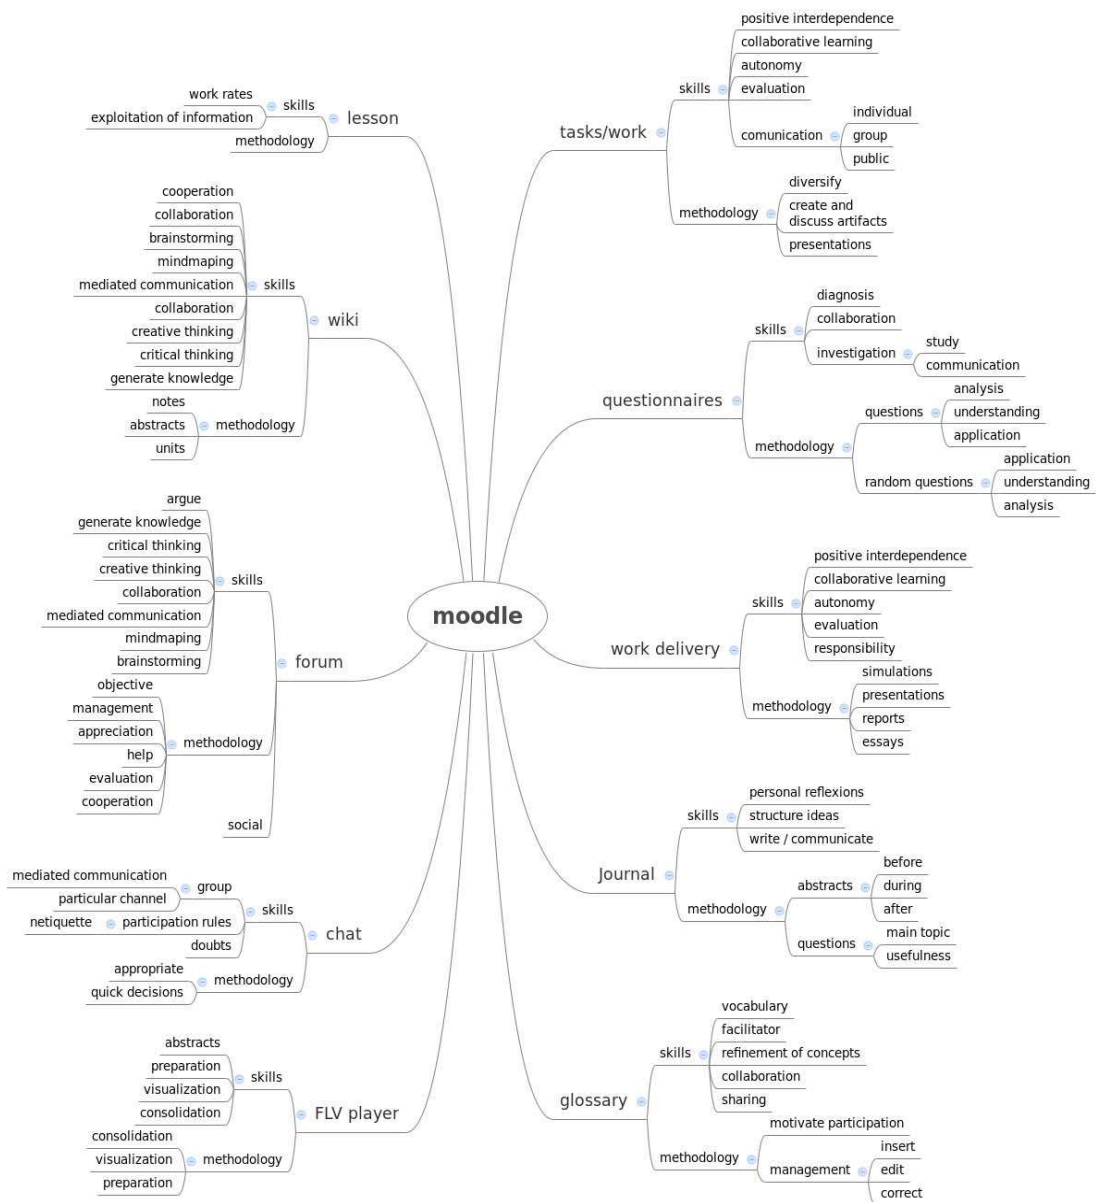 moodle
lesson
skills
work rates
exploitation of information
methodology
wiki
skills
cooperation
collaboration
brainstorming
mindmaping
mediated communication
collaboration
creative thinking
critical thinking
generate knowledge
methodology
notes
abstracts
units
forum
skills
argue
generate knowledge
critical thinking
creative thinking
collaboration
mediated communication
mindmaping
brainstorming
methodology
objective
management
appreciation
help
evaluation
cooperation
social
chat
skills
group
mediated communication
particular channel
participation rules
netiquette
doubts
methodology
appropriate
quick decisions
FLV player
skills
abstracts
preparation
visualization
consolidation
methodology
consolidation
visualization
preparation
tasks/work
skills
positive interdependence
collaborative learning
autonomy
evaluation
comunication
individual
group
public
methodology
diversify
create and
discuss artifacts
presentations
questionnaires
skills
diagnosis
collaboration
investigation
study
communication
methodology
questions
analysis
understanding
application
random questions
application
understanding
analysis
work delivery
skills
positive interdependence
collaborative learning
autonomy
evaluation
responsibility
methodology
simulations
presentations
reports
essays
Journal
skills
personal reflexions
structure ideas
write / communicate
methodology
abstracts
before
during
after
questions
main topic
usefulness
glossary
skills
vocabulary
facilitator
refinement of concepts
collaboration
sharing
methodology
motivate participation
management
insert
edit
correct